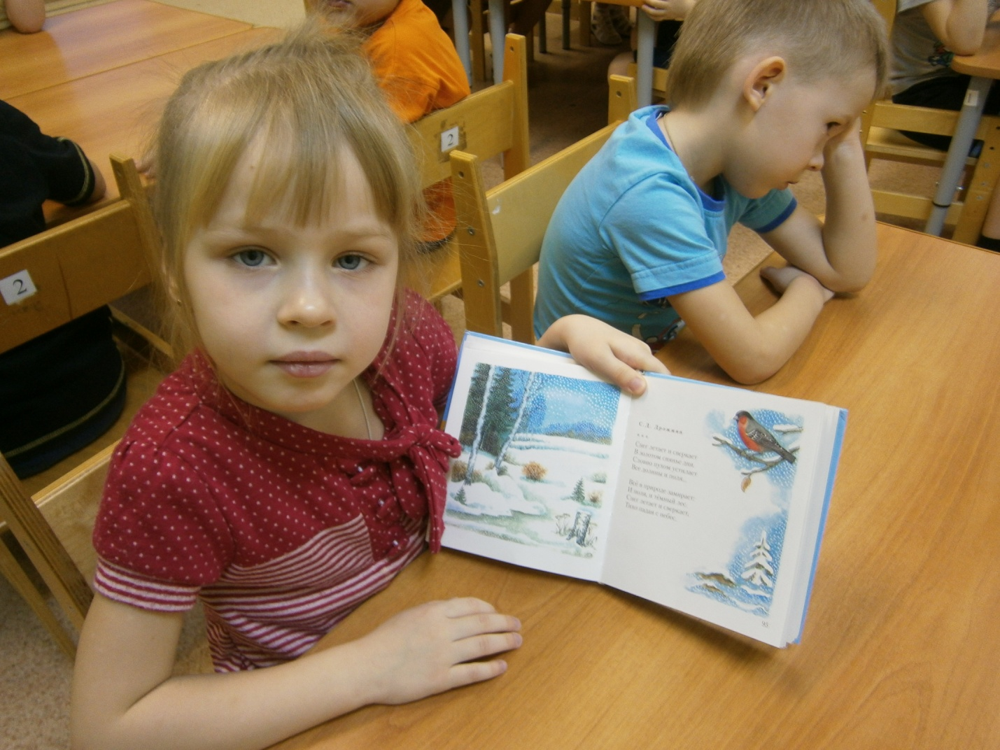 2
2
С. Д. Дрожжин
* * *
Снег летает и сверкает
В золотом сиянье дня.
Словно пухом устилает
Все долины и поля...
Всё в природе замирает:
И поля, и тёмный лес.
Снег летает и сверкает,
Тихо падая с небес.
95